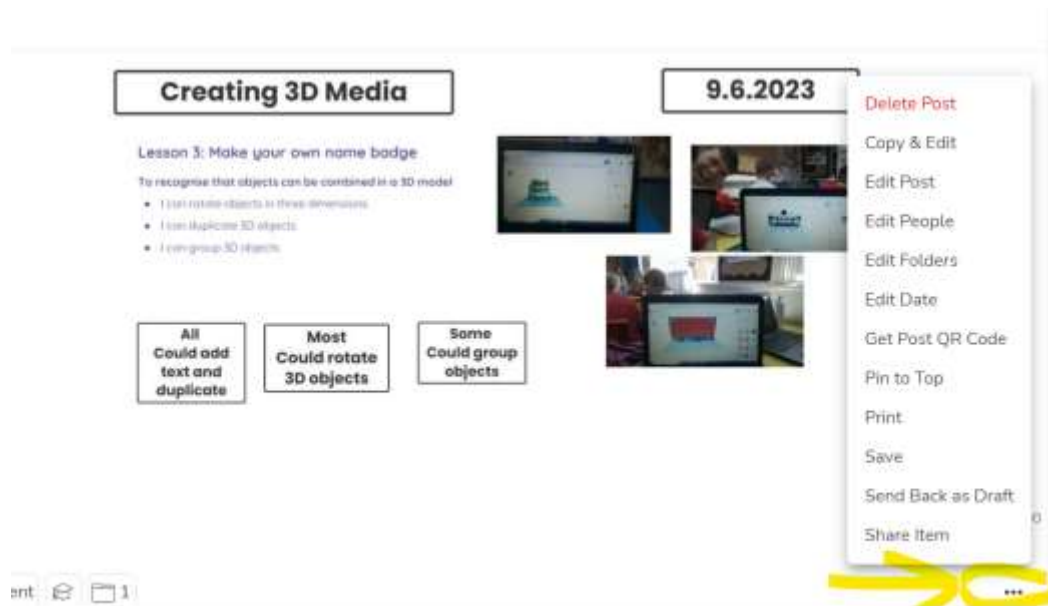 Creating 3D Media
9.6.2023
Lesson 3: Make your own name badge
To recognise that objects can be combined in a 3D model
I can rotate objects in three dimensions
I can duplicate 3D objects
I can group 3D objects
All
Could add
text and
duplicate
Most
Could rotate
3D objects
Some
Could group
objects
Delete Post
Copy & Edit
Edit Post
Edit People
Edit Folders
Edit Date
Get Post QR Code
Pin to Top
Print
Save
Send Back as Draft
Share Item
ent
1